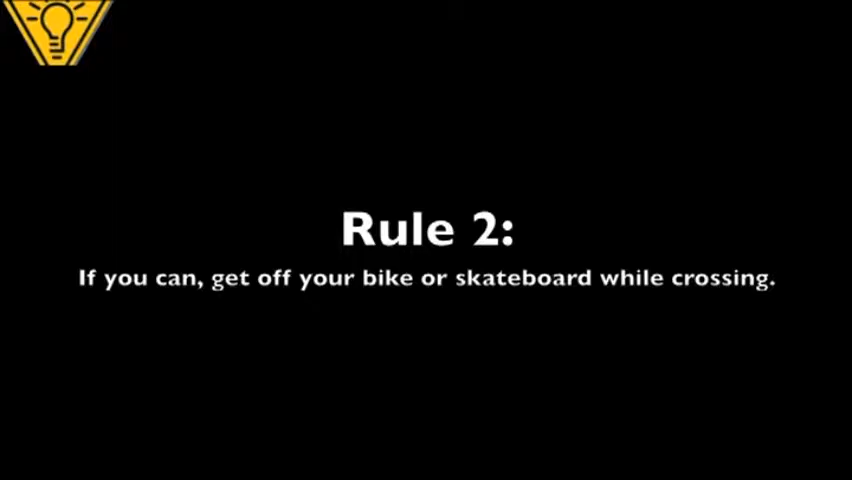 Rule 2:
If you can, get off your bike or skateboard while crossing.